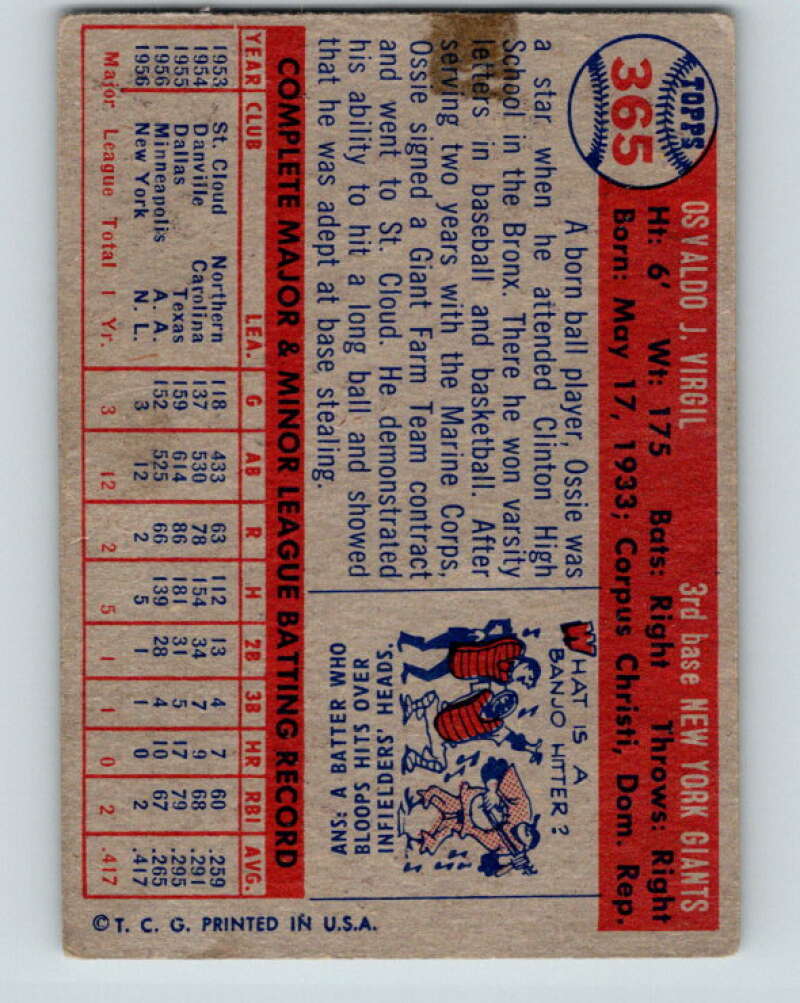 TOPPS
365
OSVALDO J. VIRGIL 3rd base NEW YORK GIANTS
Ht: 6' Wt: 175 Bats: Right Throws: Right
Born: May 17, 1933; Corpus Christi, Dom. Rep.
A born ball player, Ossie was
a star when he attended Clinton High
School in the Bronx. There he won varsity
letters in baseball and basketball. After
serving two years with the Marine Corps,
Ossie signed a Giant Farm Team contract
and went to St. Cloud. He demonstrated
his ability to hit a long ball and showed
that he was adept at base stealing.
WHAT IS A
BANJO HITTER?
ANS: A BATTER WHO
BLOOPS HITS OVER
INFIELDERS' HEADS.
COMPLETE MAJOR & MINOR LEAGUE BATTING RECORD
YEAR CLUB LEA. G AB R H 2B 3B HR RBI AVG.
1953 St. Cloud Northern 118 433 63 112 13 4 7 60 .259
1954 Danville Carolina 137 530 78 154 34 7 9 68 .291
1955 Dallas Texas 159 614 86 181 31 5 17 79 .295
1956 Minneapolis A. A. 152 525 66 139 28 4 10 67 .265
1956 New York N. L. 3 12 2 5 1 1 0 2 .417
Major League Total 1 Yr. 3 12 2 5 1 1 0 2 .417
© T. C. G. PRINTED IN U.S.A.